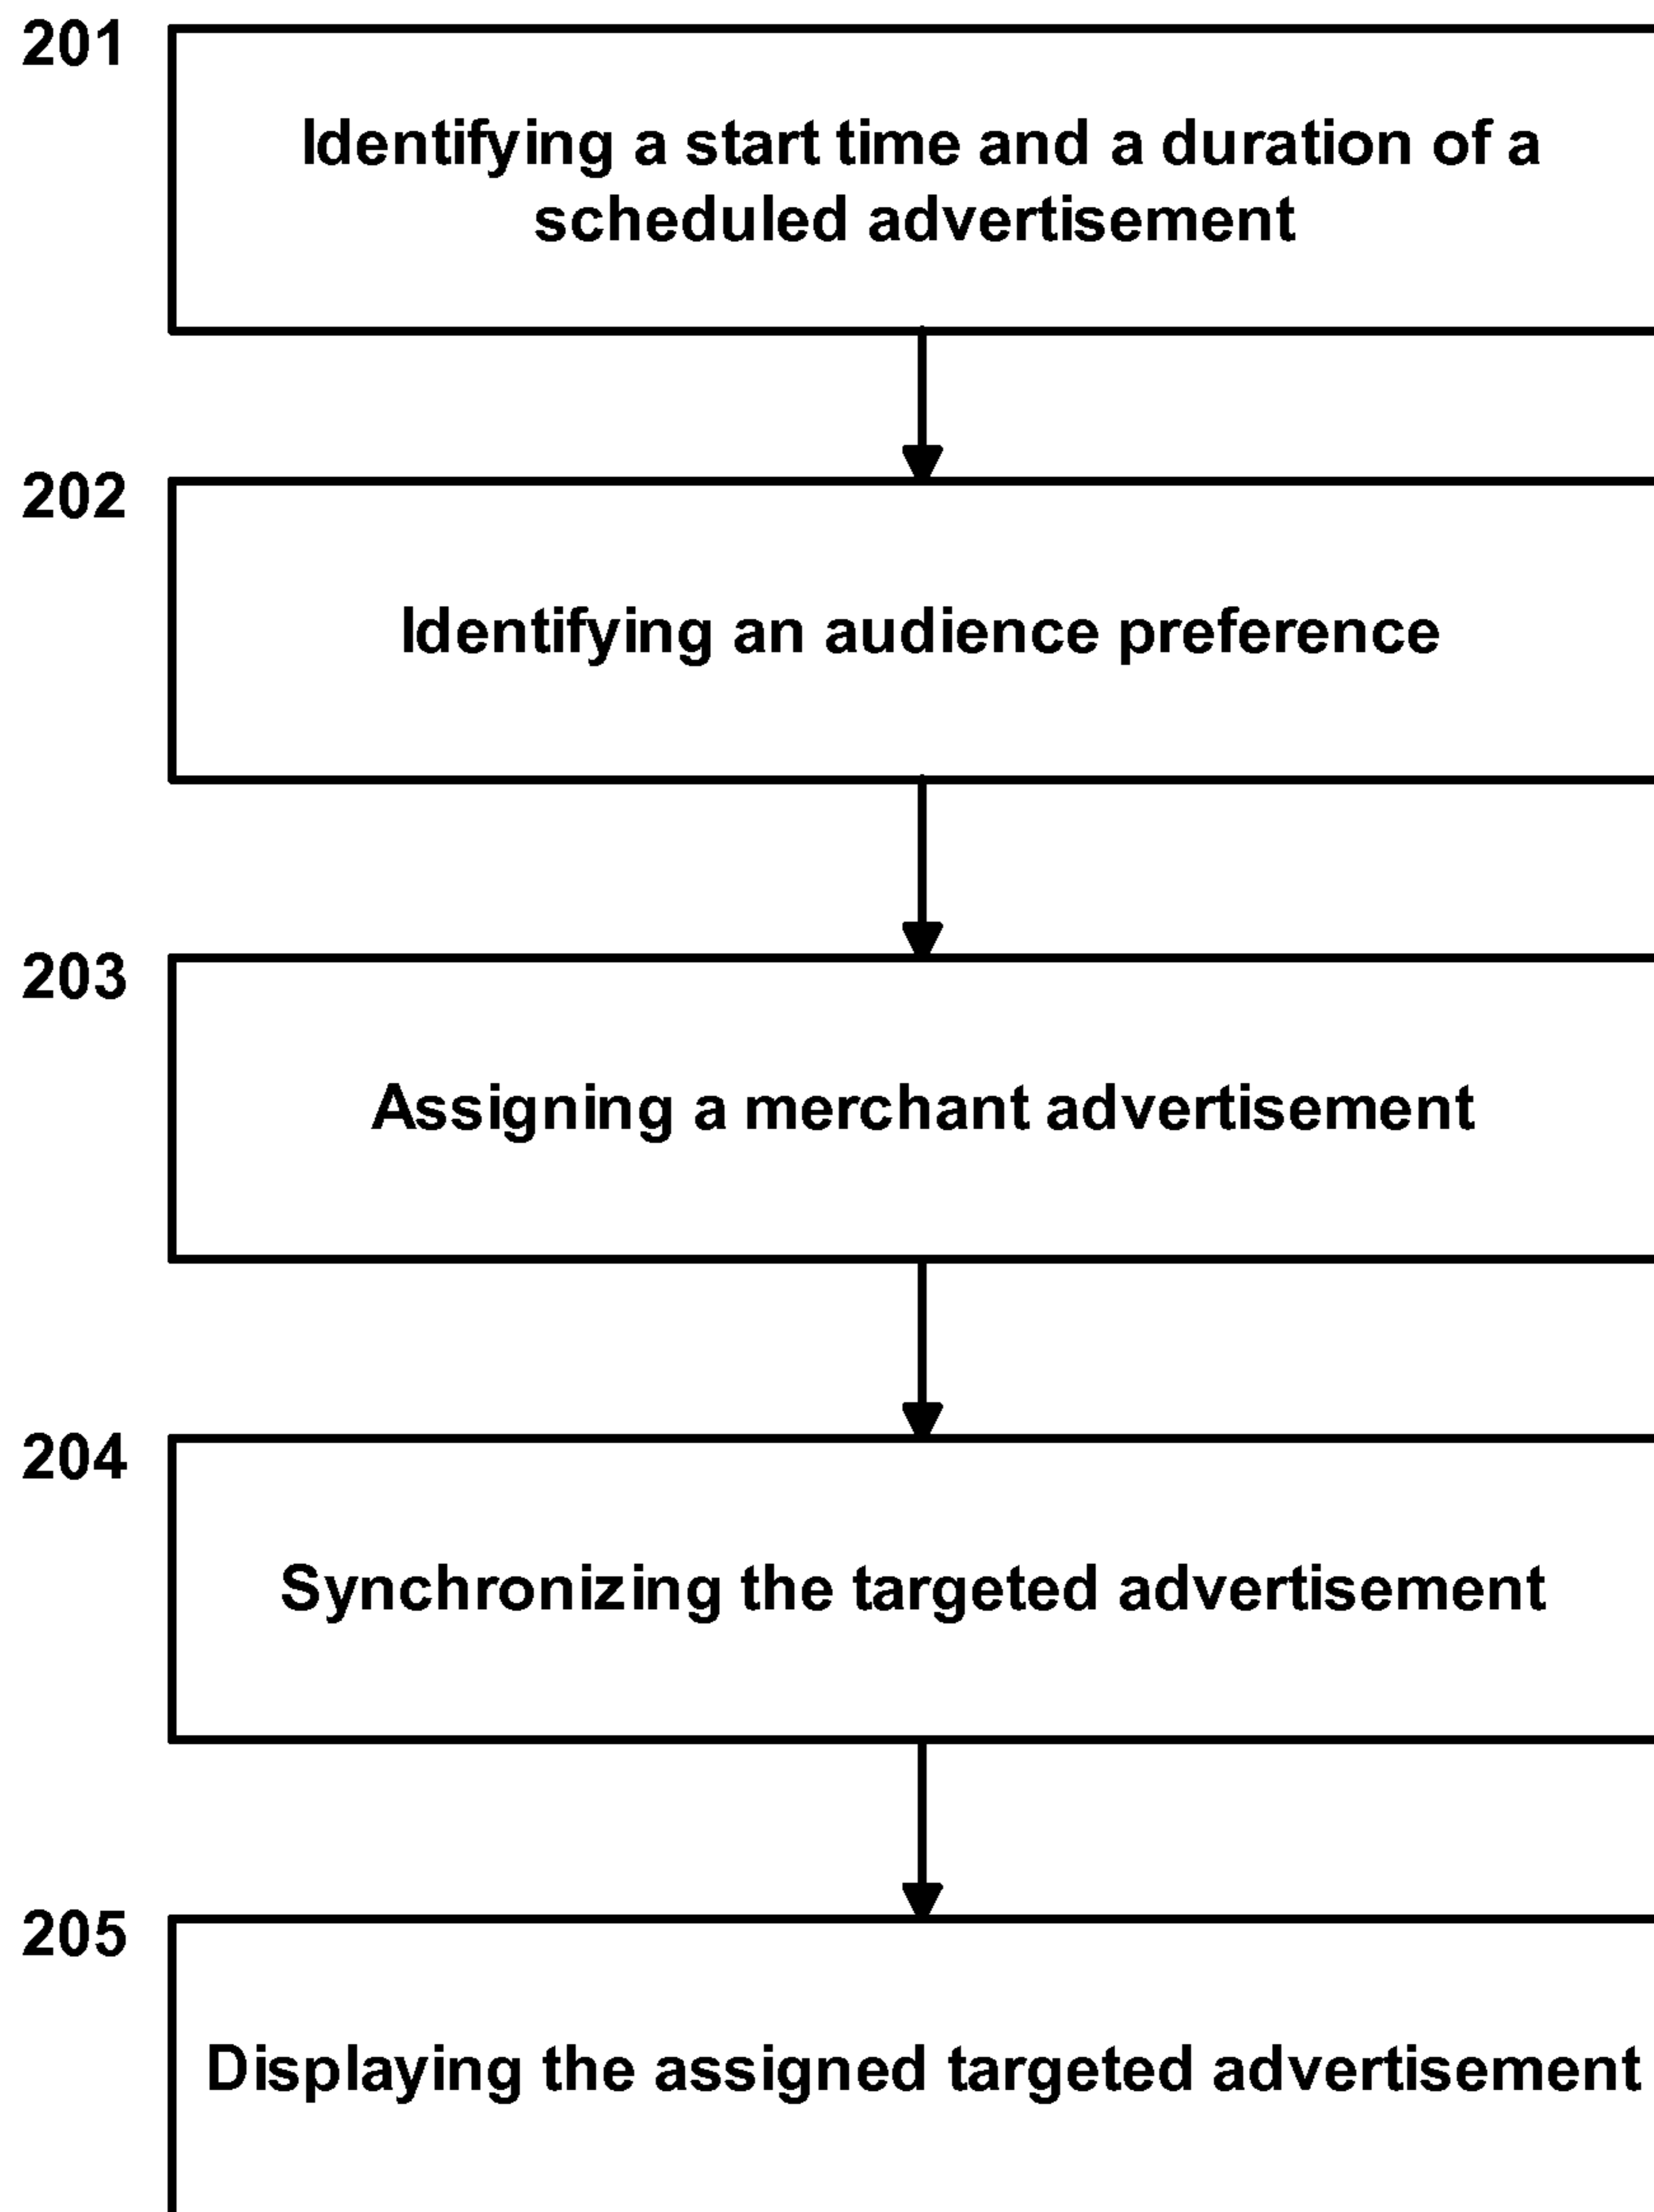 201
Identifying a start time and a duration of a
scheduled advertisement
202
Identifying an audience preference
203
Assigning a merchant advertisement
204
Synchronizing the targeted advertisement
205
Displaying the assigned targeted advertisement